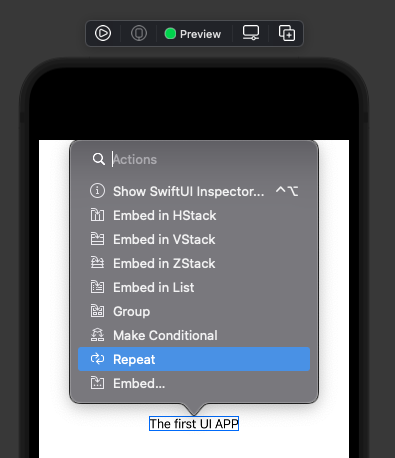 Preview
Actions
Show SwiftUI Inspector... ^⌥
Embed in HStack
Embed in VStack
Embed in ZStack
Embed in List
Group
Make Conditional
Repeat
Embed...
The first UI APP